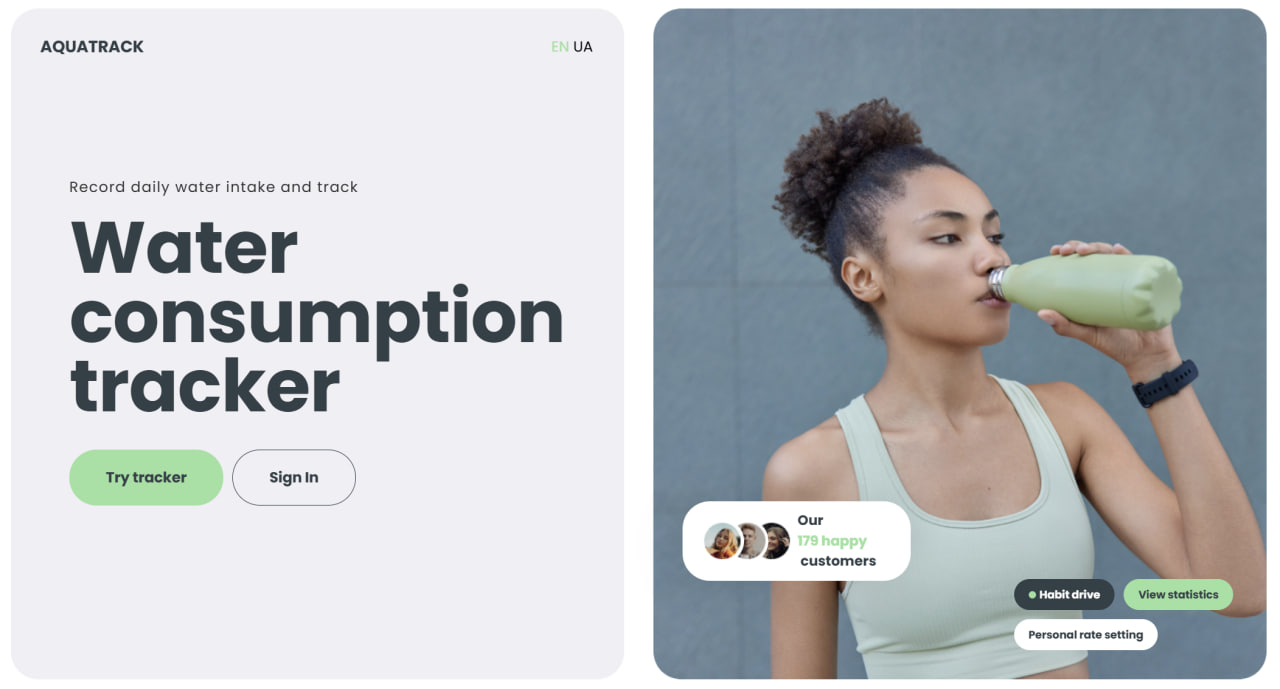 AQUATRACK
EN UA
Record daily water intake and track
Water
consumption
tracker
Try tracker
Sign In
Our
179 happy
customers
Habit drive
View statistics
Personal rate setting